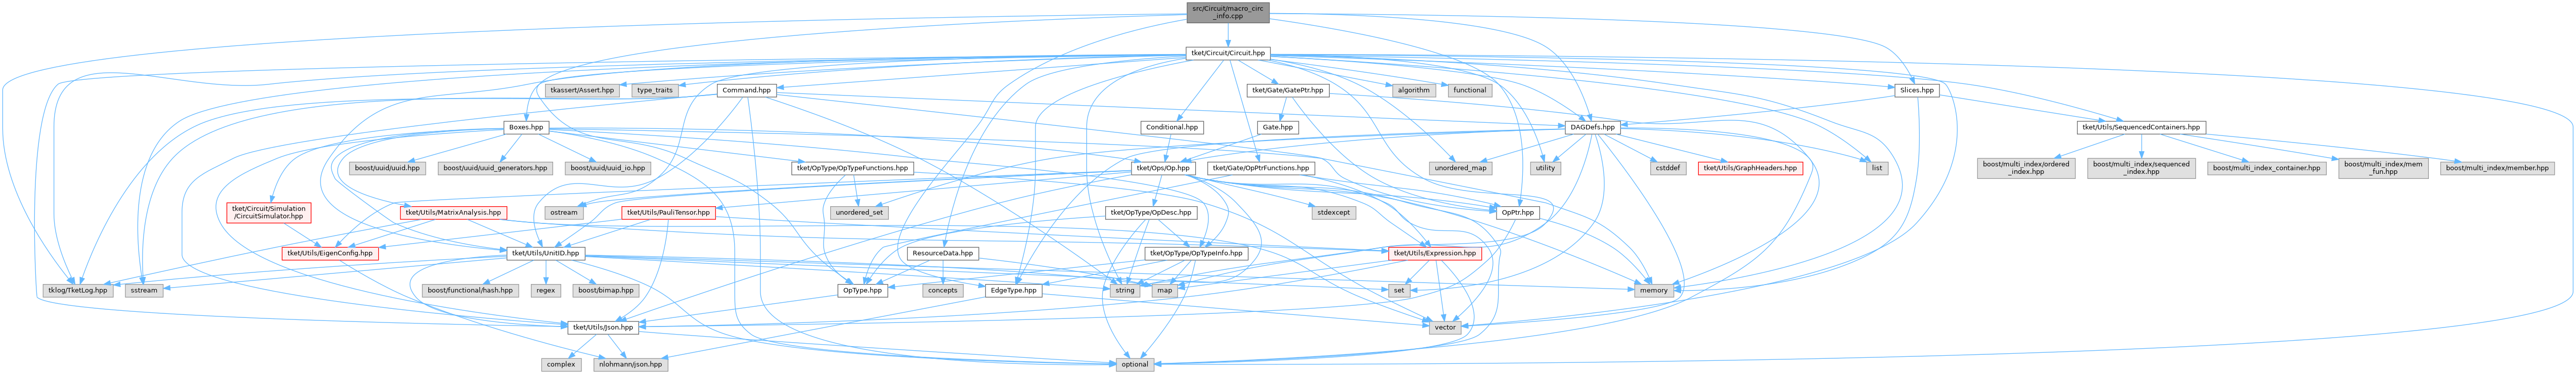 src/Circuit/macro_circ
_info.cpp
tket/Circuit/Circuit.hpp
tkassert/Assert.hpp
type_traits
Command.hpp
tket/Gate/GatePtr.hpp
algorithm
functional
Slices.hpp
Boxes.hpp
Conditional.hpp
Gate.hpp
DAGDefs.hpp
tket/Utils/SequencedContainers.hpp
boost/uuid/uuid.hpp
boost/uuid/uuid_generators.hpp
boost/uuid/uuid_io.hpp
tket/OpType/OpTypeFunctions.hpp
tket/Ops/Op.hpp
tket/Gate/OpPtrFunctions.hpp
unordered_map
utility
cstddef
tket/Utils/GraphHeaders.hpp
list
boost/multi_index/ordered
_index.hpp
boost/multi_index/sequenced
_index.hpp
boost/multi_index_container.hpp
boost/multi_index/mem
_fun.hpp
boost/multi_index/member.hpp
tket/Circuit/Simulation
/CircuitSimulator.hpp
tket/Utils/MatrixAnalysis.hpp
ostream
tket/Utils/PauliTensor.hpp
unordered_set
tket/OpType/OpDesc.hpp
stdexcept
OpPtr.hpp
tket/Utils/EigenConfig.hpp
tket/Utils/UnitID.hpp
ResourceData.hpp
tket/OpType/OpTypeInfo.hpp
tket/Utils/Expression.hpp
tklog/TketLog.hpp
sstream
boost/functional/hash.hpp
regex
boost/bimap.hpp
OpType.hpp
concepts
EdgeType.hpp
string
map
set
memory
tket/Utils/Json.hpp
vector
complex
nlohmann/json.hpp
optional